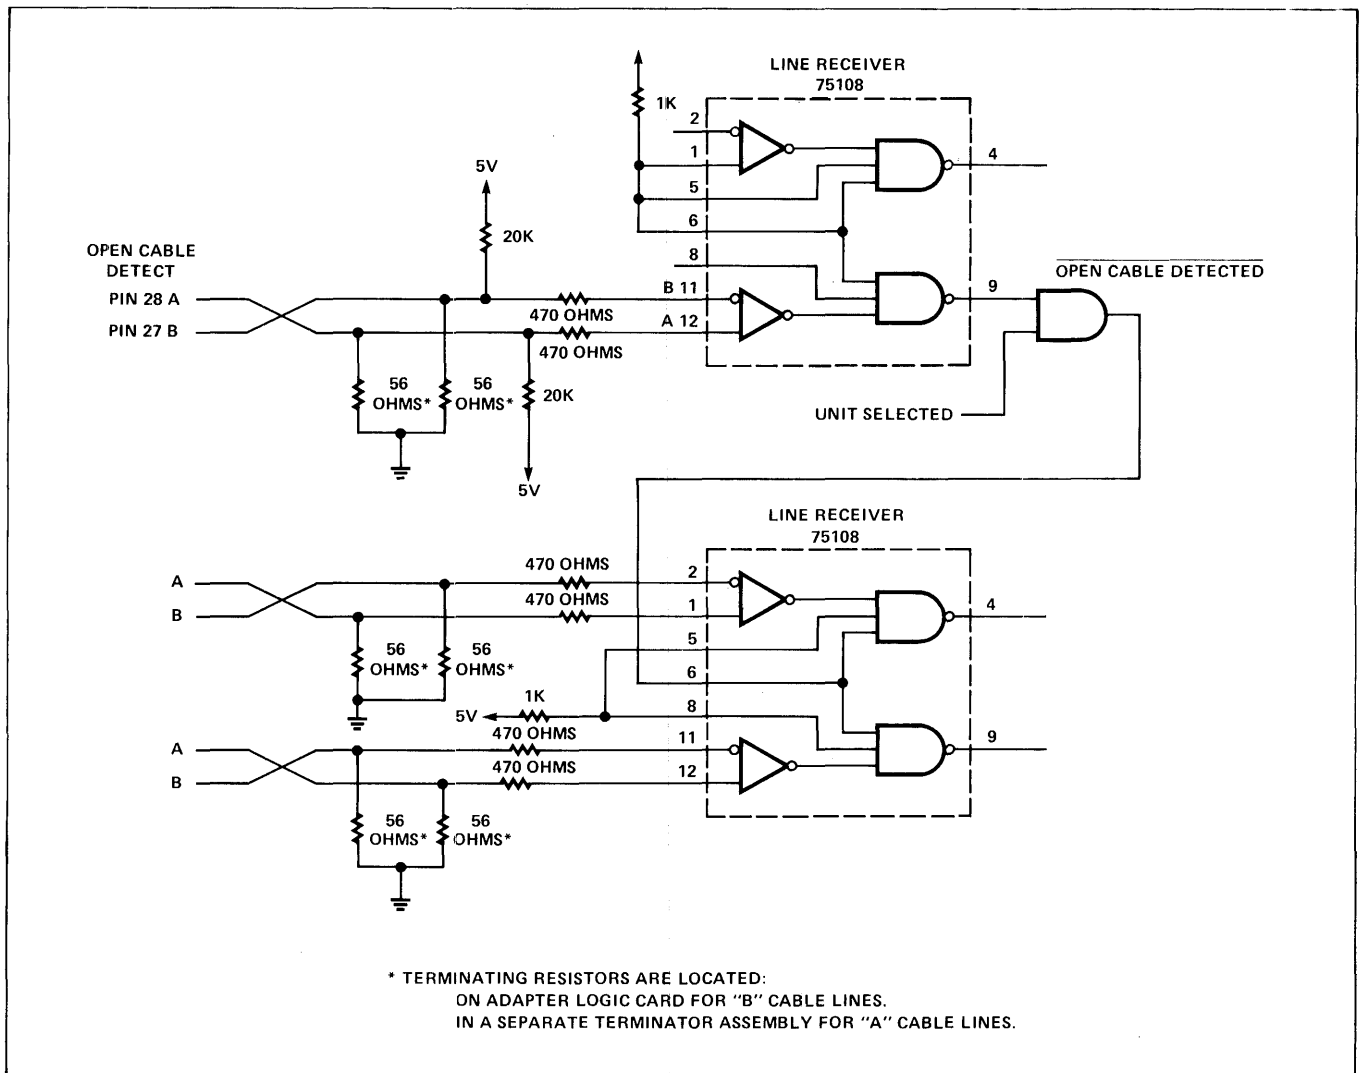 LINE RECEIVER
75108
1K
2
1
5
6
8
4
5V
20K
OPEN CABLE
DETECT
PIN 28 A
PIN 27 B
B 11
A 12
470 OHMS
470 OHMS
9
OPEN CABLE DETECTED
56
OHMS*
56
OHMS*
20K
5V
UNIT SELECTED
LINE RECEIVER
75108
A
B
470 OHMS
470 OHMS
2
1
5
6
8
4
56
OHMS*
56
OHMS*
1K
5V
470 OHMS
470 OHMS
A
B
11
12
9
56
OHMS*
56
OHMS*
* TERMINATING RESISTORS ARE LOCATED:
ON ADAPTER LOGIC CARD FOR "B" CABLE LINES.
IN A SEPARATE TERMINATOR ASSEMBLY FOR "A" CABLE LINES.